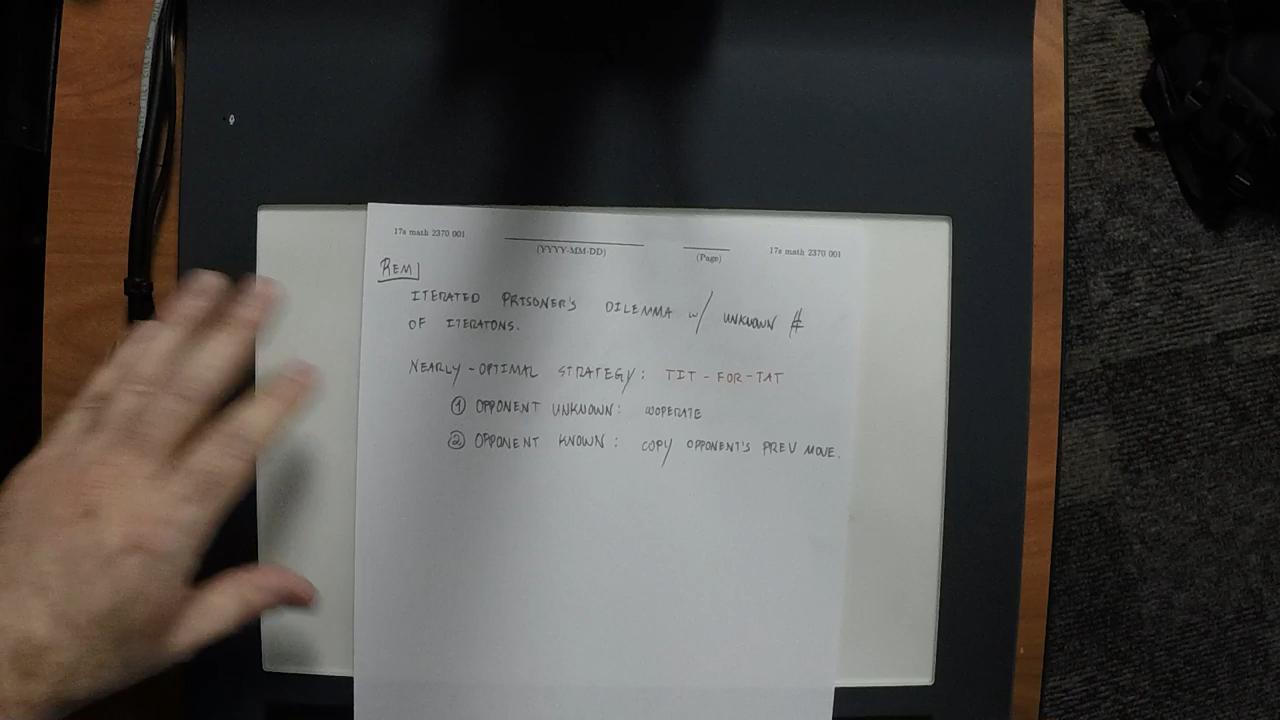 17s math 2370 001
(YYYY-MM-DD)
(Page)
17s math 2370 001
REM
ITERATED PRISONER'S DILEMMA w/ UNKNOWN #
OF ITERATONS.
NEARLY-OPTIMAL STRATEGY: TIT-FOR-TAT
① OPPONENT UNKNOWN: COOPERATE
② OPPONENT KNOWN: COPY OPPONENT'S PREV MOVE.